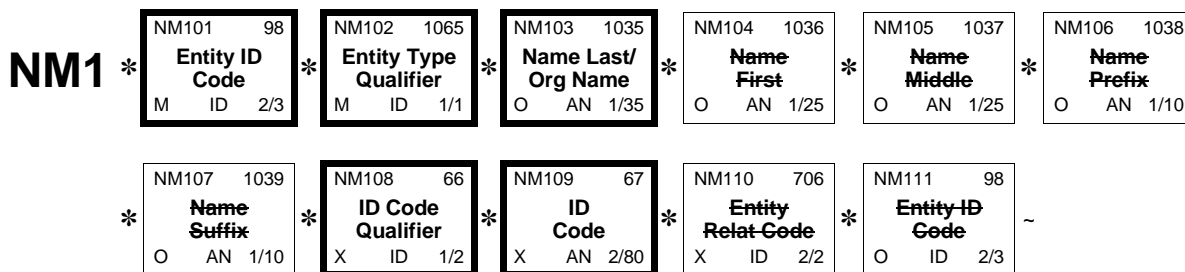 NM101 98 NM102 1065 NM103 1035 NM104 1036 NM105 1037 NM106 1038
NM1 * Entity ID Code * Entity Type Qualifier * Name Last/ Org Name * Name First * Name Middle * Name Prefix
M ID 2/3 M ID 1/1 O AN 1/35 O AN 1/25 O AN 1/25 O AN 1/10
NM107 1039 NM108 66 NM109 67 NM110 706 NM111 98
* Name Suffix * ID Code Qualifier * ID Code * Entity Relat Code * Entity ID Code ~
O AN 1/10 X ID 1/2 X AN 2/80 X ID 2/2 O ID 2/3